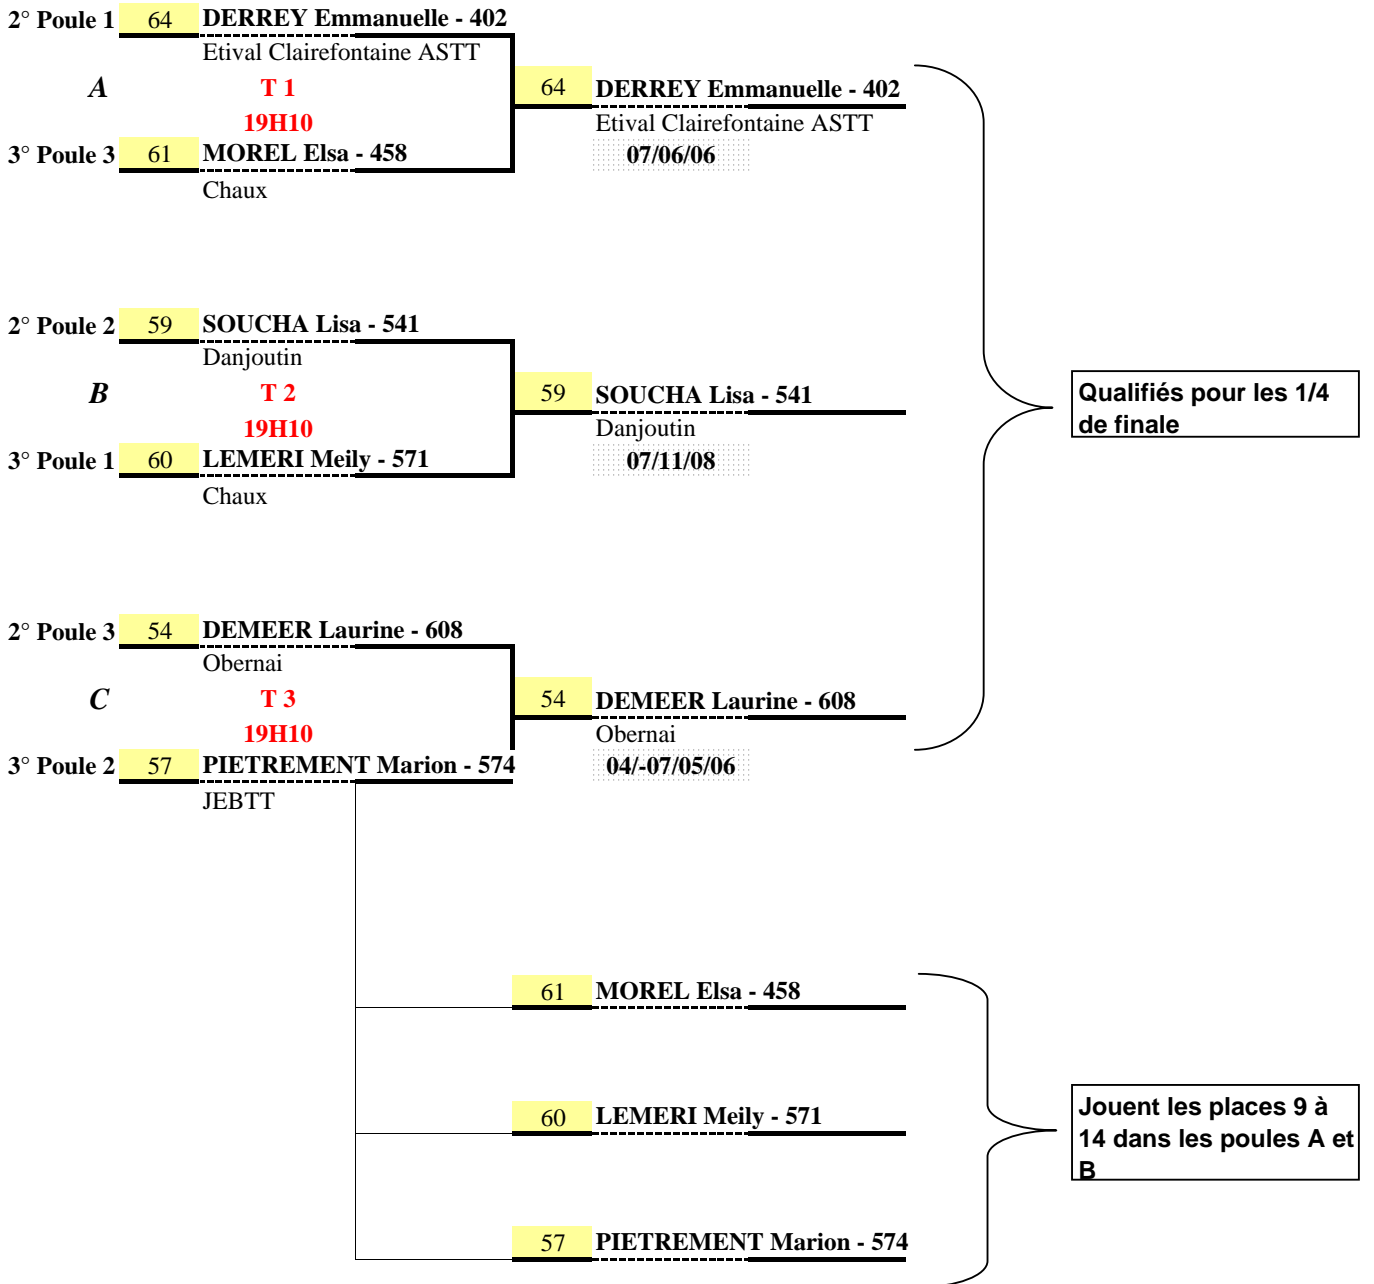 2° Poule 1 64 DERREY Emmanuelle - 402
Etival Clairefontaine ASTT
A T 1 64 DERREY Emmanuelle - 402
19H10 Etival Clairefontaine ASTT
3° Poule 3 61 MOREL Elsa - 458 07/06/06
Chaux
2° Poule 2 59 SOUCHA Lisa - 541
Danjoutin
B T 2 59 SOUCHA Lisa - 541
Qualifiés pour les 1/4
de finale
19H10 Danjoutin
3° Poule 1 60 LEMERI Meily - 571 07/11/08
Chaux
2° Poule 3 54 DEMEER Laurine - 608
Obernai
C T 3 54 DEMEER Laurine - 608
19H10 Obernai
3° Poule 2 57 PIETREMENT Marion - 574 04/-07/05/06
JEBTT
61 MOREL Elsa - 458
60 LEMERI Meily - 571
Jouent les places 9 à
14 dans les poules A et
B
57 PIETREMENT Marion - 574